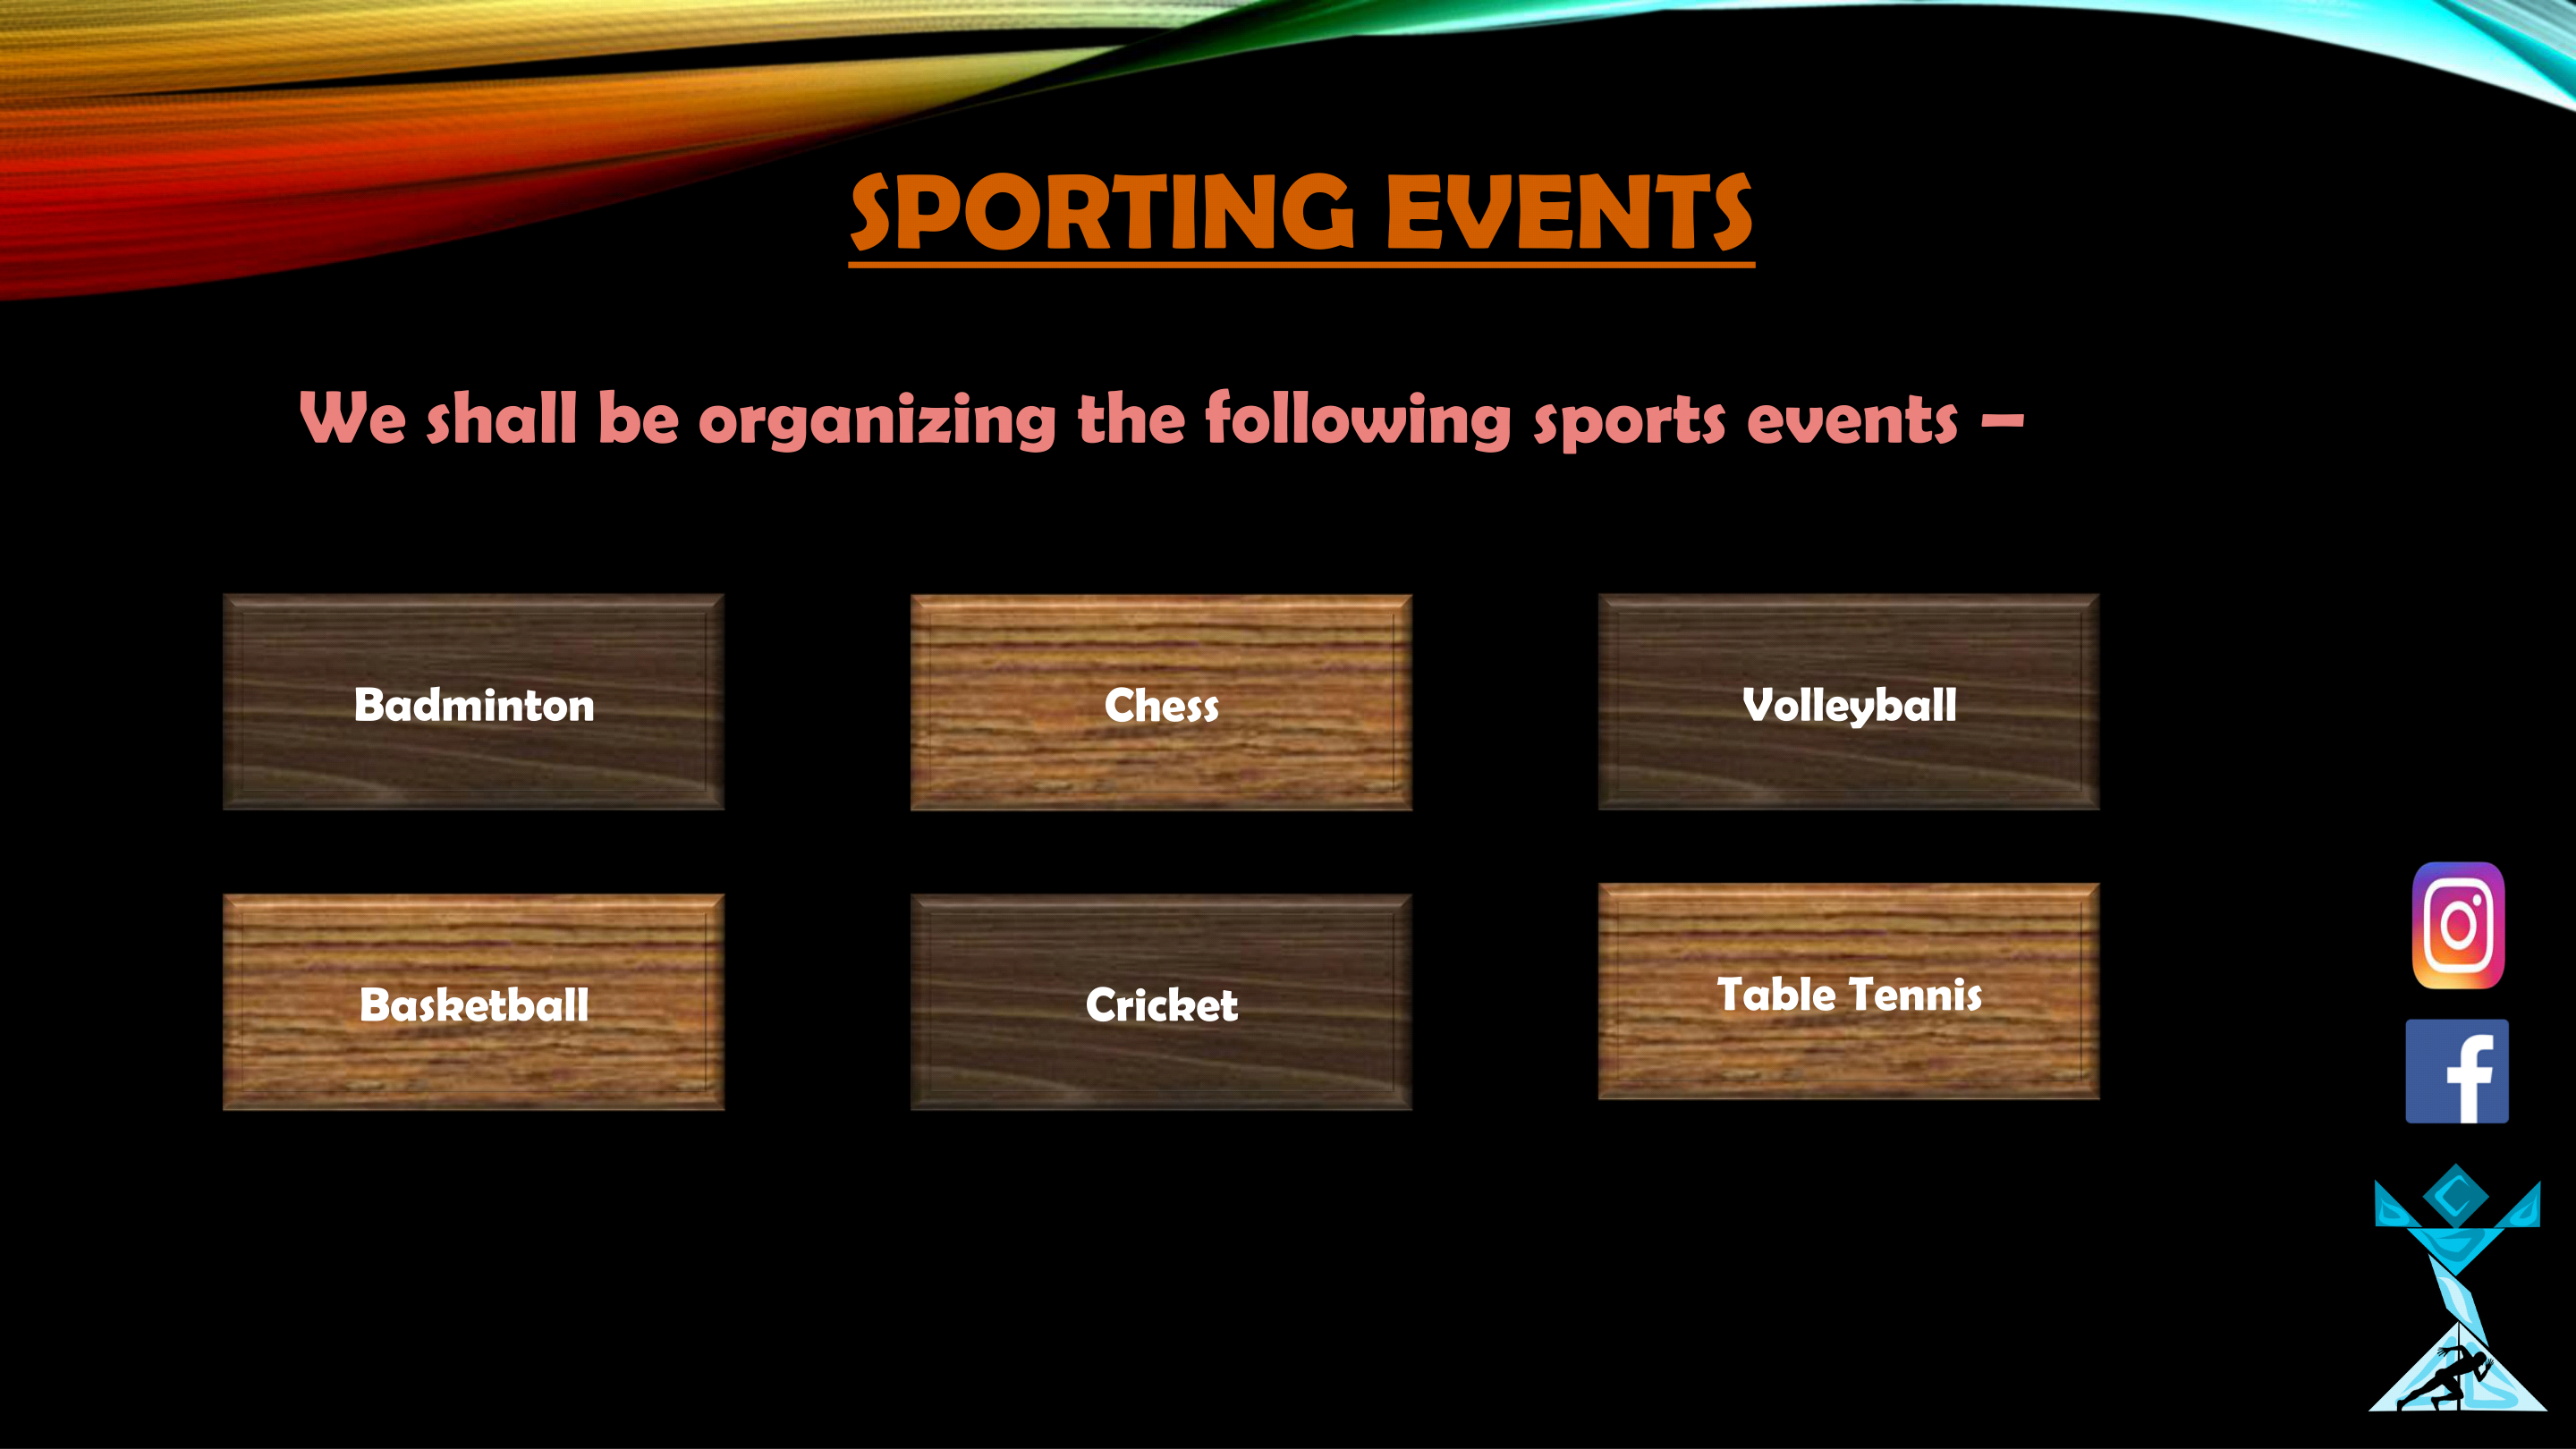 SPORTING EVENTS
We shall be organizing the following sports events –
Badminton
Chess
Volleyball
Basketball
Cricket
Table Tennis